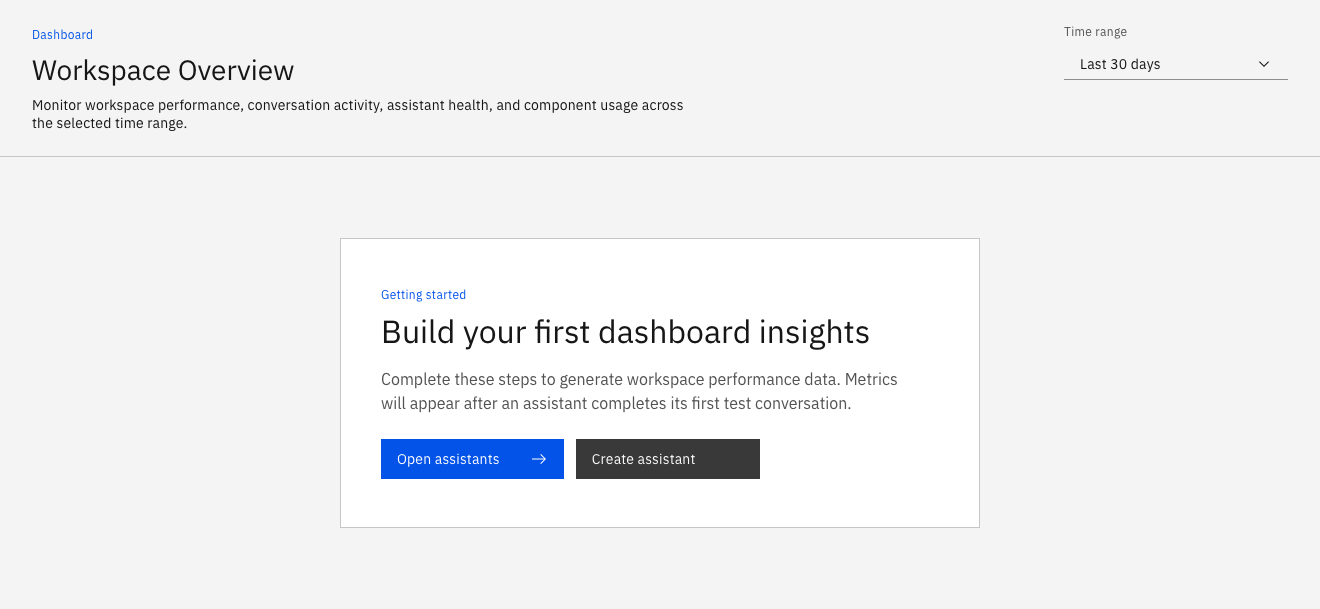 Dashboard
Workspace Overview
Monitor workspace performance, conversation activity, assistant health, and component usage across
the selected time range.
Time range
Last 30 days
Getting started
Build your first dashboard insights
Complete these steps to generate workspace performance data. Metrics
will appear after an assistant completes its first test conversation.
Open assistants
Create assistant